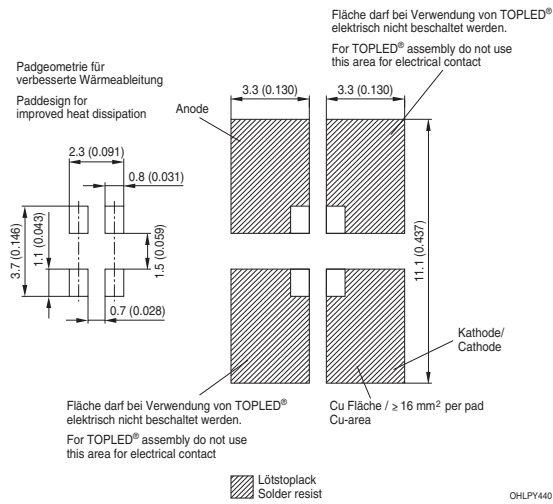 Fläche darf bei Verwendung von TOPLED®
elektrisch nicht beschaltet werden.
For TOPLED® assembly do not use
this area for electrical contact
Padgeometrie für
verbesserte Wärmeableitung
Paddesign for
improved heat dissipation
Anode
3.3 (0.130)
3.3 (0.130)
2.3 (0.091)
0.8 (0.031)
3.7 (0.146)
1.1 (0.043)
1.5 (0.059)
0.7 (0.028)
11.1 (0.437)
Kathode/
Cathode
Fläche darf bei Verwendung von TOPLED®
elektrisch nicht beschaltet werden.
For TOPLED® assembly do not use
this area for electrical contact
Cu Fläche / ≥ 16 mm² per pad
Cu-area
Lötstoplack
Solder resist
OHLPY440